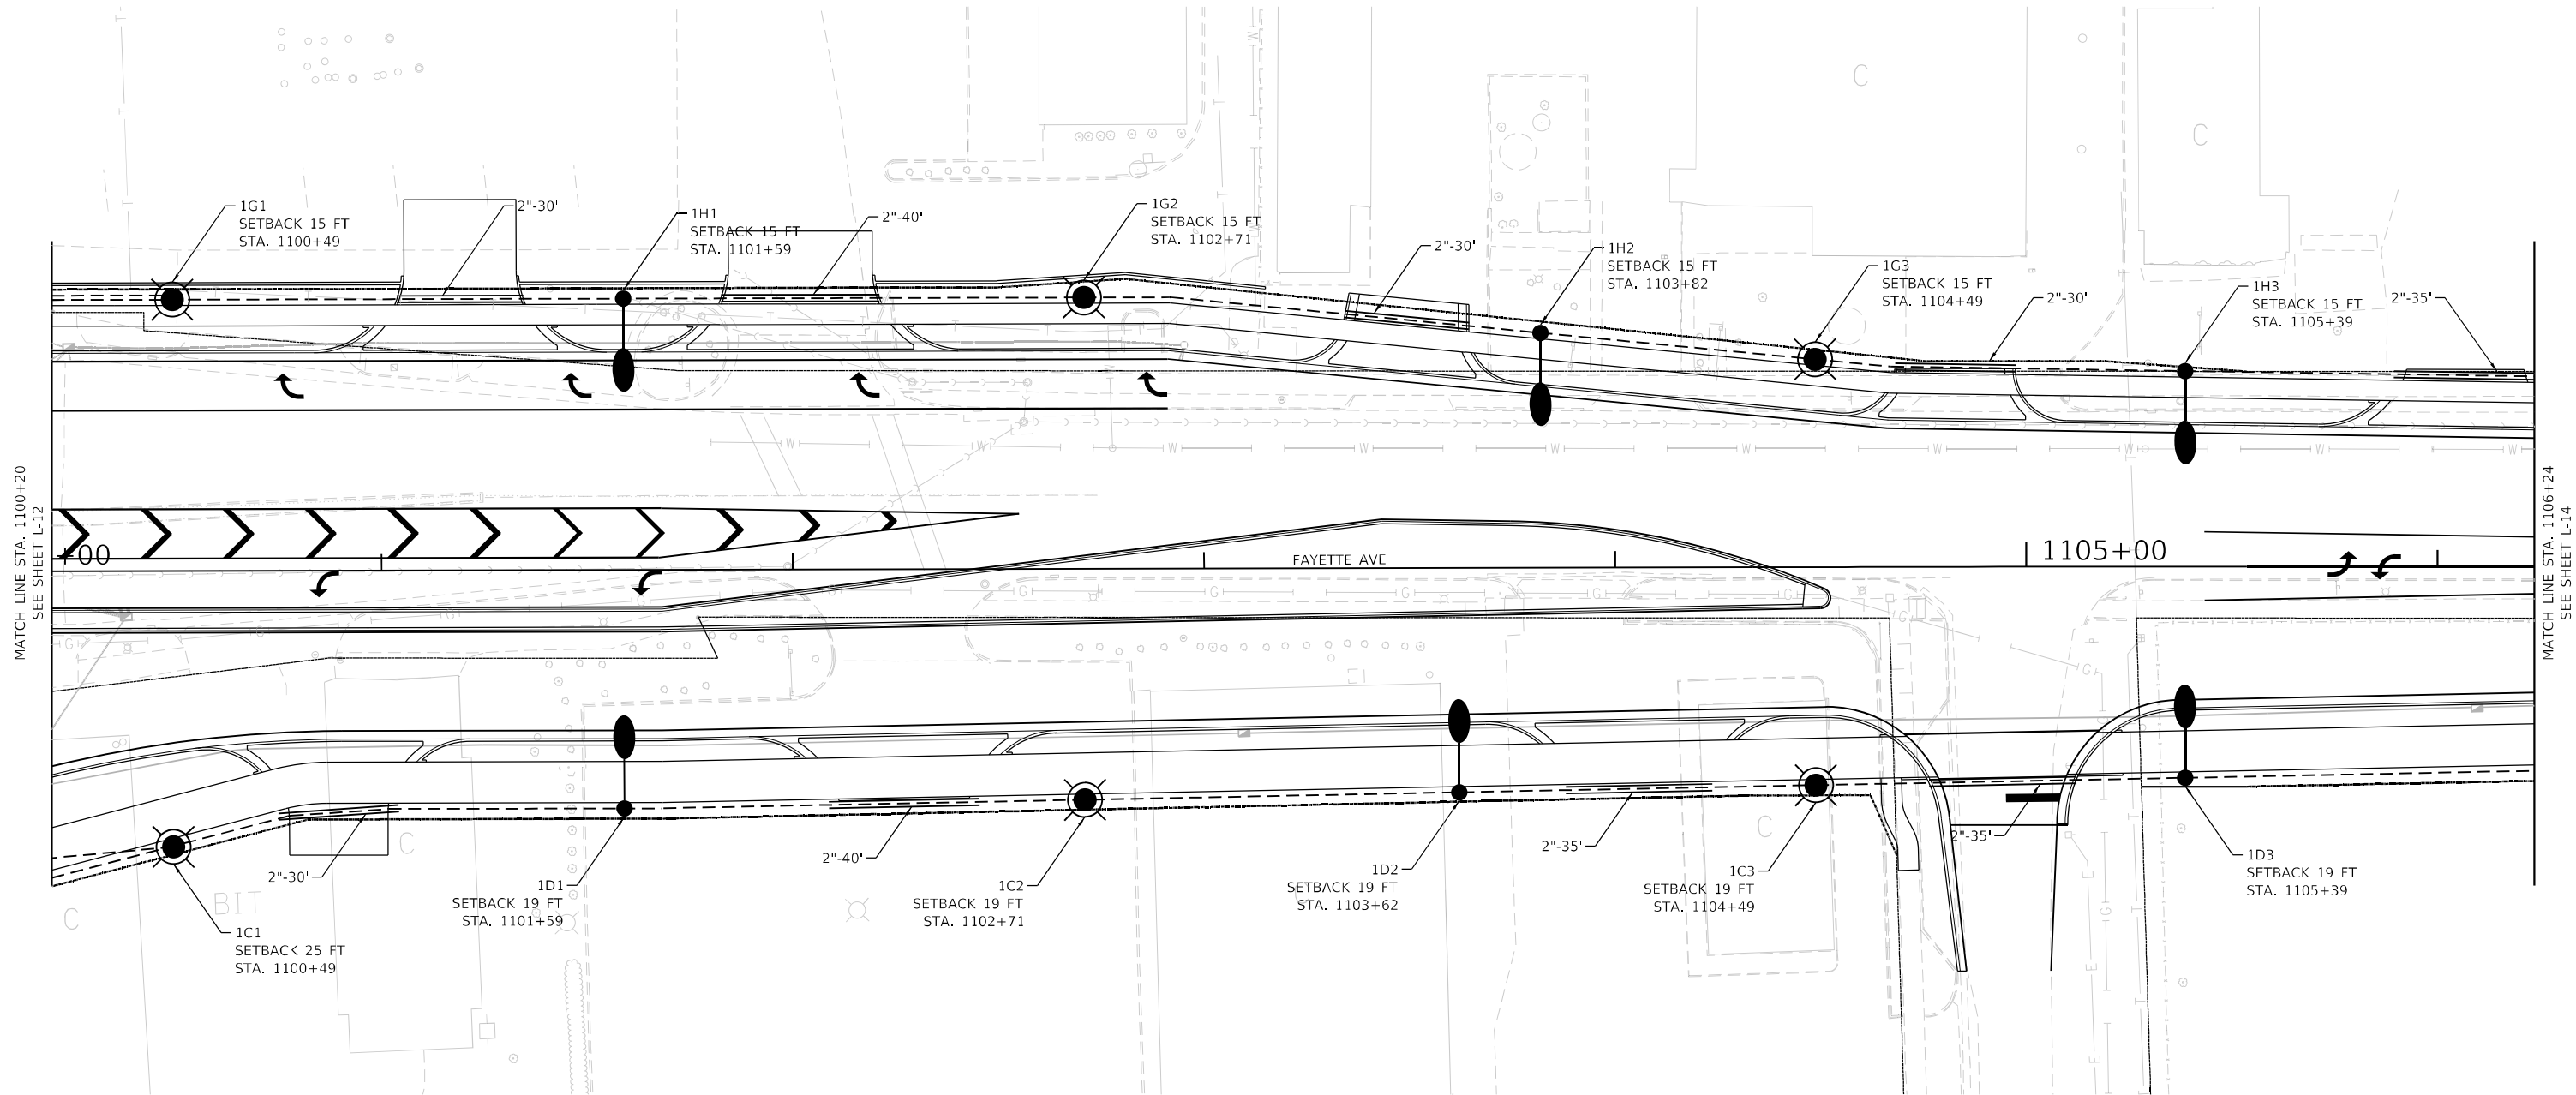 C
C
1G1
SETBACK 15 FT
STA. 1100+49
2"-30'
1H1
SETBACK 15 FT
STA. 1101+59
2"-40'
1G2
SETBACK 15 FT
STA. 1102+71
2"-30'
1H2
SETBACK 15 FT
STA. 1103+82
1G3
SETBACK 15 FT
STA. 1104+49
2"-30'
1H3
SETBACK 15 FT
STA. 1105+39
2"-35'
W W W W W W W W W W
MATCH LINE STA. 1100+20
SEE SHEET L-12
+00
FAYETTE AVE
1105+00
MATCH LINE STA. 1106+24
SEE SHEET L-14
G G G G G G
2"-30'
1D1
SETBACK 19 FT
STA. 1101+59
2"-40'
1C2
SETBACK 19 FT
STA. 1102+71
1D2
SETBACK 19 FT
STA. 1103+62
2"-35'
1C3
SETBACK 19 FT
STA. 1104+49
2"-35'
1D3
SETBACK 19 FT
STA. 1105+39
C
C
C
BIT
1C1
SETBACK 25 FT
STA. 1100+49